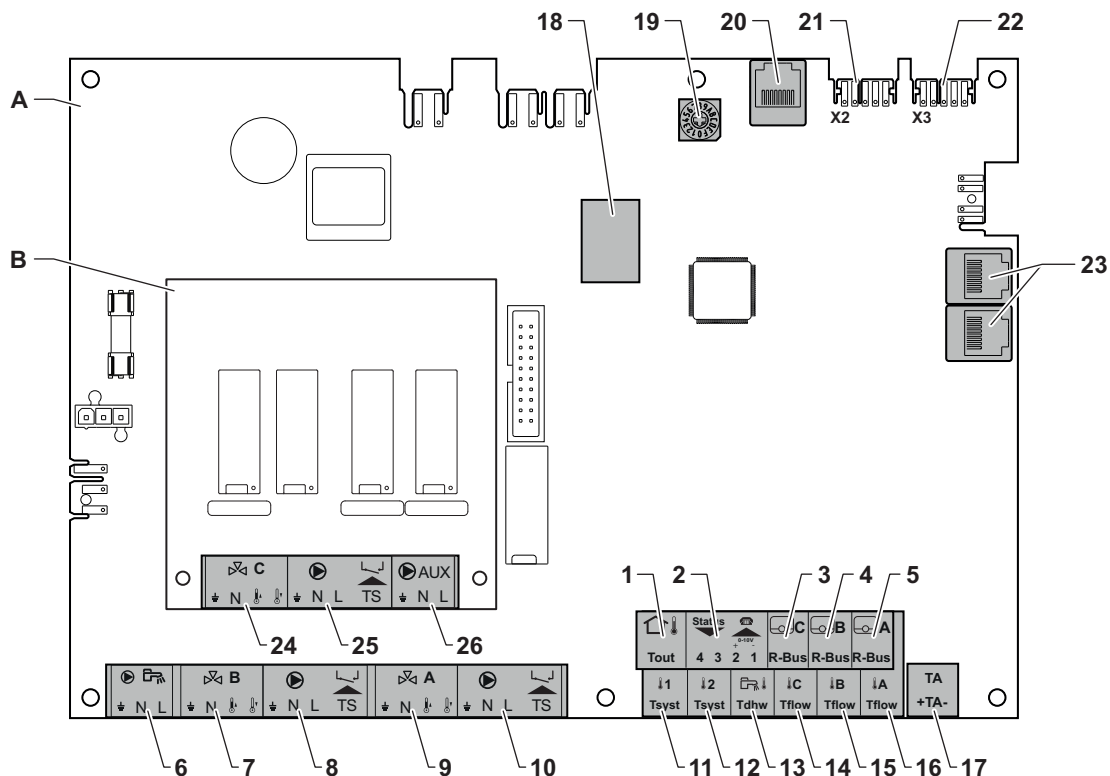 18 19 20 21 22
A
X2 X3
B
23
C
N TS N L AUX N L
24 25 26
1 2 3 4 5
Status C B A
0-10V
+ -
Tout 4 3 2 1 R-Bus R-Bus R-Bus
1 2 C B A TA
Tsyst Tsyst Tdhw Tflow Tflow Tflow +TA-
B A
N L N N L TS N N L TS
6 7 8 9 10 11 12 13 14 15 16 17